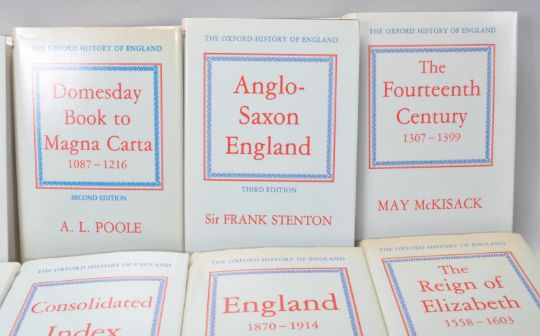 THE OXFORD HISTORY OF ENGLAND
Domesday
Book to
Magna Carta
1087–1216
SECOND EDITION
A. L. POOLE
THE OXFORD HISTORY OF ENGLAND
Anglo-
Saxon
England
THIRD EDITION
Sir FRANK STENTON
THE OXFORD HISTORY OF ENGLAND
The
Fourteenth
Century
1307–1399
MAY McKISACK
THE OXFORD HISTORY OF ENGLAND
Consolidated
Index
THE OXFORD HISTORY OF ENGLAND
England
1870–1914
THE OXFORD HISTORY OF ENGLAND
The
Reign of
Elizabeth
1558–1603